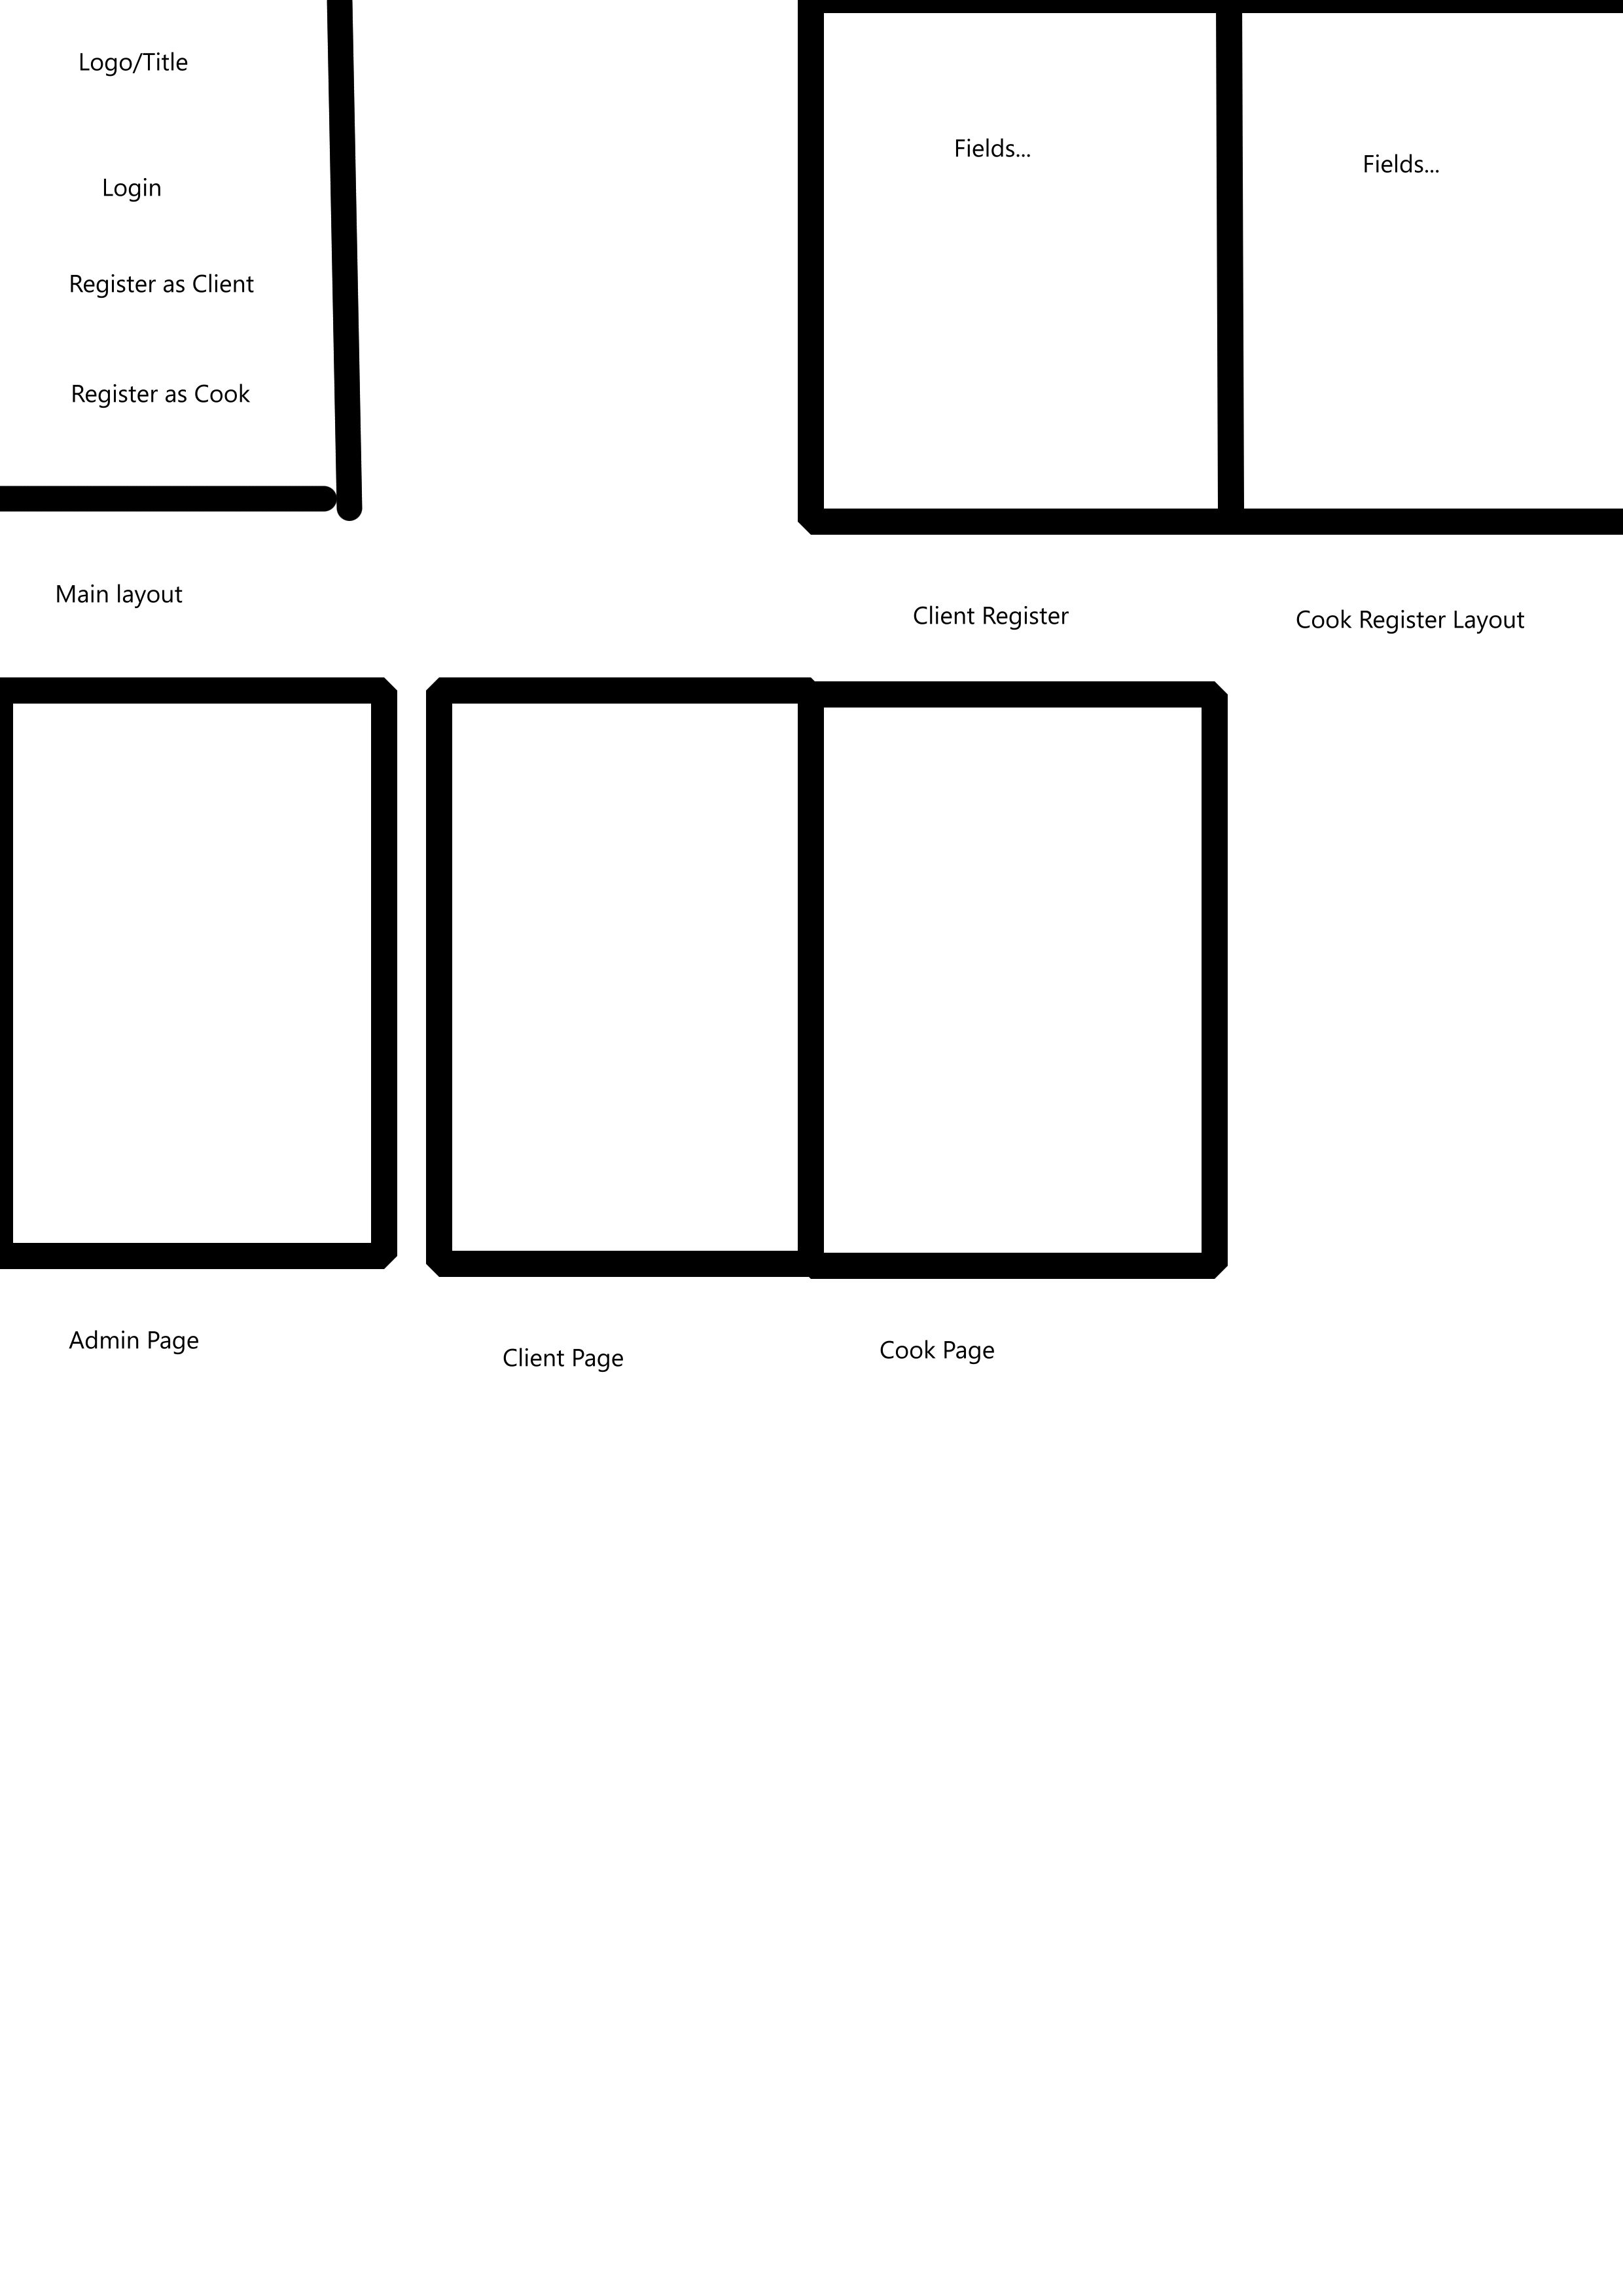 Logo/Title
Login
Register as Client
Register as Cook
Main layout
Fields...
Client Register
Fields...
Cook Register Layout
Admin Page
Client Page
Cook Page